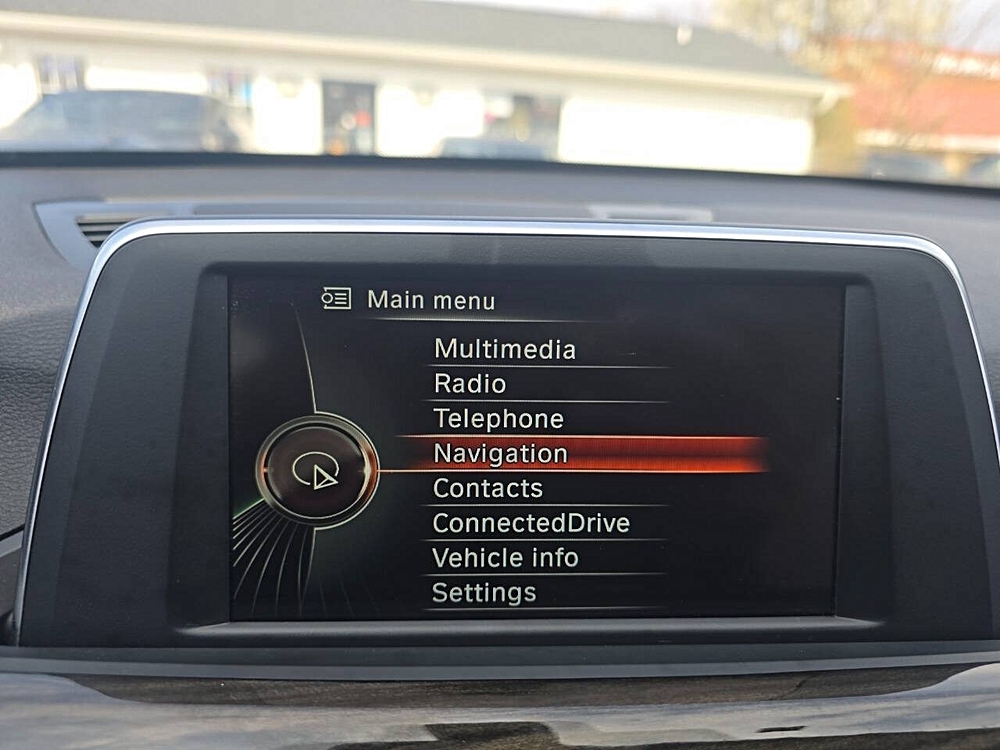 Main menu
Multimedia
Radio
Telephone
Navigation
Contacts
ConnectedDrive
Vehicle info
Settings